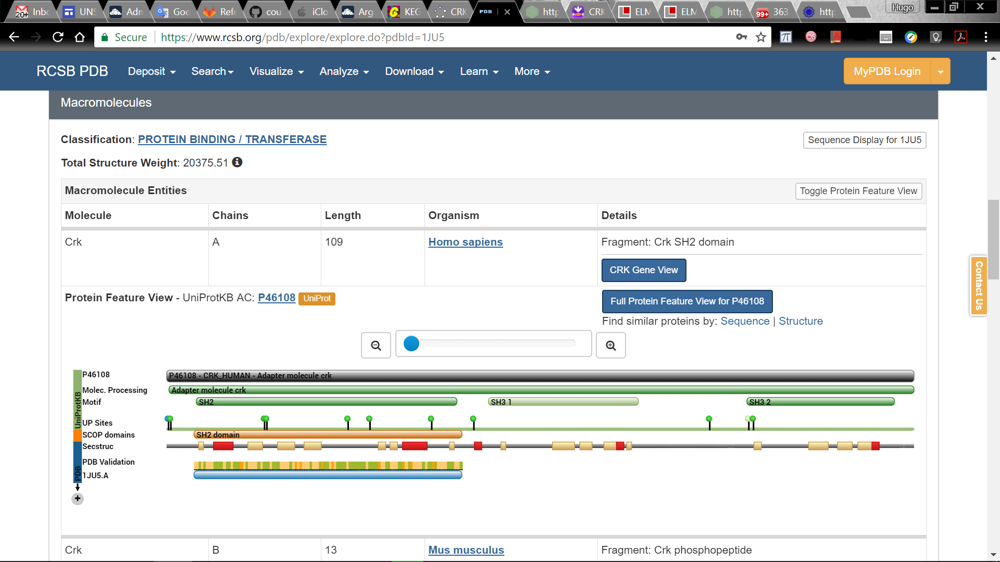 Inbo UNS Adn Goo Refe cou iClo Arg KEG CRK PDB http CRK ELM ELM http 363 http Hugo
20+ 99+
Secure https://www.rcsb.org/pdb/explore/explore.do?pdbId=1JU5
RCSB PDB Deposit Search Visualize Analyze Download Learn More MyPDB Login
Macromolecules
Classification: PROTEIN BINDING / TRANSFERASE Sequence Display for 1JU5
Total Structure Weight: 20375.51
Macromolecule Entities Toggle Protein Feature View
Molecule Chains Length Organism Details
Crk A 109 Homo sapiens Fragment: Crk SH2 domain
CRK Gene View
Contact Us
Protein Feature View - UniProtKB AC: P46108 UniProt Full Protein Feature View for P46108
Find similar proteins by: Sequence | Structure
P46108 P46108 - CRK_HUMAN - Adapter molecule crk
Molec. Processing Adapter molecule crk
Motif SH2 SH3 1 SH3 2
UniProtKB
UP Sites
SCOP domains SH2 domain
Secstruc
PDB Validation
PDB
1JU5.A
+
Crk B 13 Mus musculus Fragment: Crk phosphopeptide